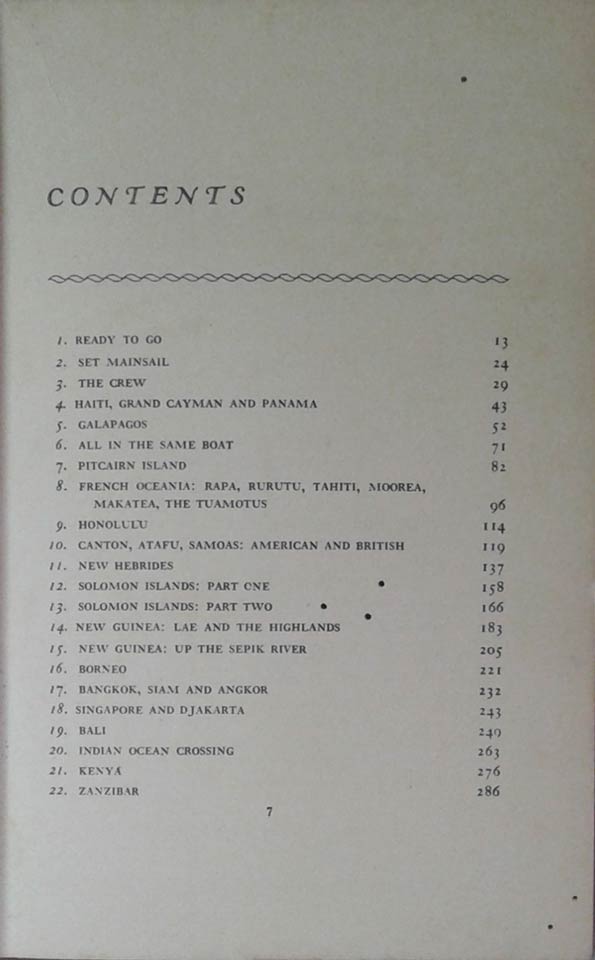 CONTENTS
1. READY TO GO 13
2. SET MAINSAIL 24
3. THE CREW 29
4. HAITI, GRAND CAYMAN AND PANAMA 43
5. GALAPAGOS 52
6. ALL IN THE SAME BOAT 71
7. PITCAIRN ISLAND 82
8. FRENCH OCEANIA: RAPA, RURUTU, TAHITI, MOOREA,
MAKATEA, THE TUAMOTUS 96
9. HONOLULU 114
10. CANTON, ATAFU, SAMOAS: AMERICAN AND BRITISH 119
11. NEW HEBRIDES 137
12. SOLOMON ISLANDS: PART ONE 158
13. SOLOMON ISLANDS: PART TWO 166
14. NEW GUINEA: LAE AND THE HIGHLANDS 183
15. NEW GUINEA: UP THE SEPIK RIVER 205
16. BORNEO 221
17. BANGKOK, SIAM AND ANGKOR 232
18. SINGAPORE AND DJAKARTA 243
19. BALI 249
20. INDIAN OCEAN CROSSING 263
21. KENYA 276
22. ZANZIBAR 286
7